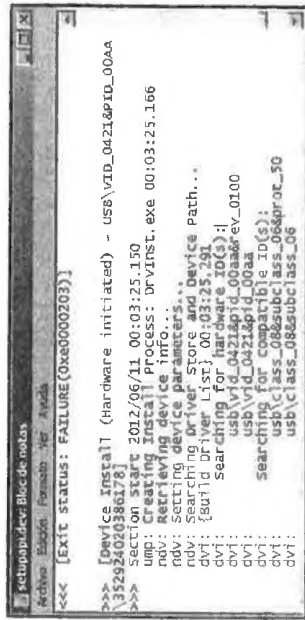 setupapi.dev: Bloc de notas
Archivo Edición Formato Ver Ayuda
<<< [Exit status: FAILURE(0xe0000203)]
>>> [Device Install (Hardware initiated) - USB\VID_0421&PID_00AA
\352924020386178]
>>> Section start 2012/06/11 00:03:25.150
ump: Creating Install Process: DrvInst.exe 00:03:25.166
ndv: Retrieving device info...
ndv: Setting device parameters...
ndv: Searching Driver Store and Device Path...
dvi: {Build Driver List} 00:03:25.291
dvi: Searching for hardware ID(s):
dvi: usb\vid_0421&pid_00aa&rev_0100
dvi: usb\vid_0421&pid_00aa
dvi: Searching for compatible ID(s):
dvi: usb\class_08&subclass_06&prot_50
dvi: usb\class_08&subclass_06